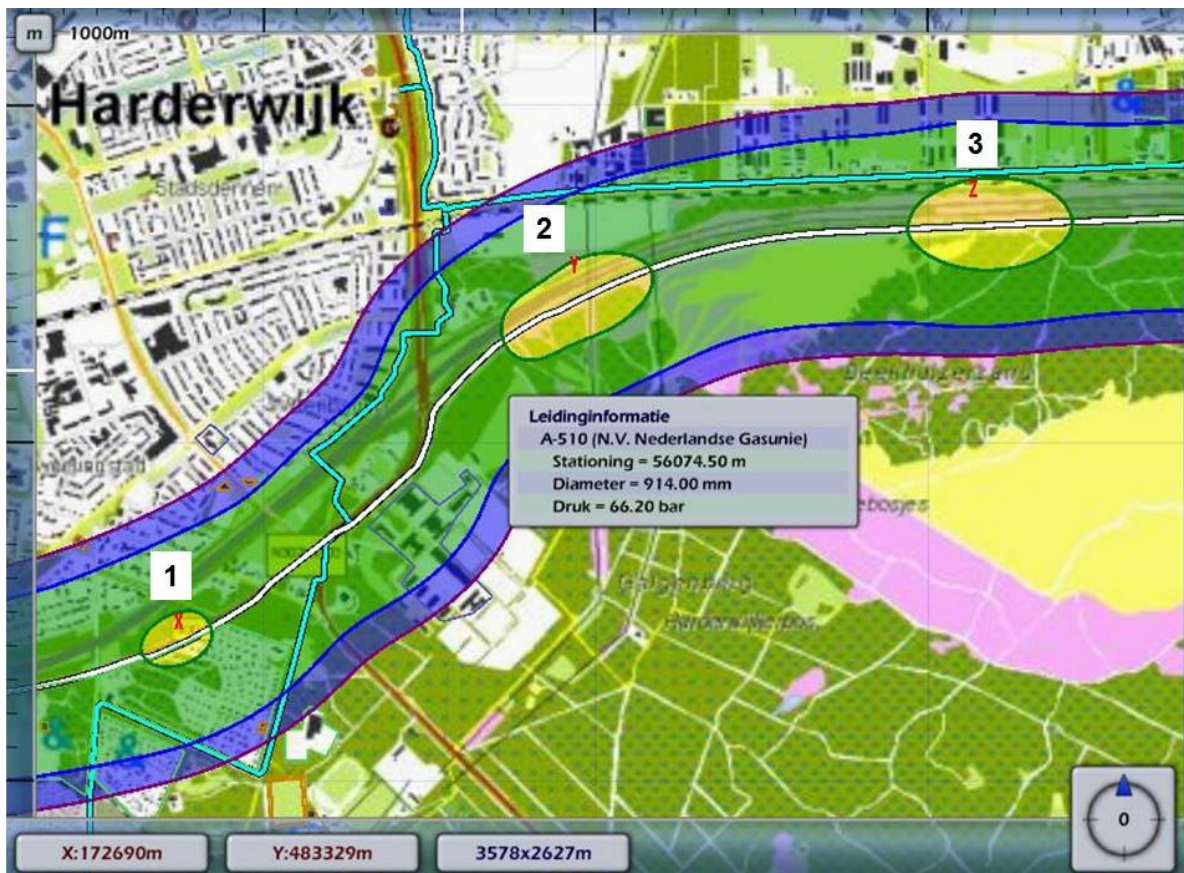 m
1000m
Harderwijk
Stadsdennen
3
Z
2
Y
Leidinginformatie
A-510 (N.V. Nederlandse Gasunie)
Stationing = 56074.50 m
Diameter = 914.00 mm
Druk = 66.20 bar
1
X
0
X:172690m
Y:483329m
3578x2627m